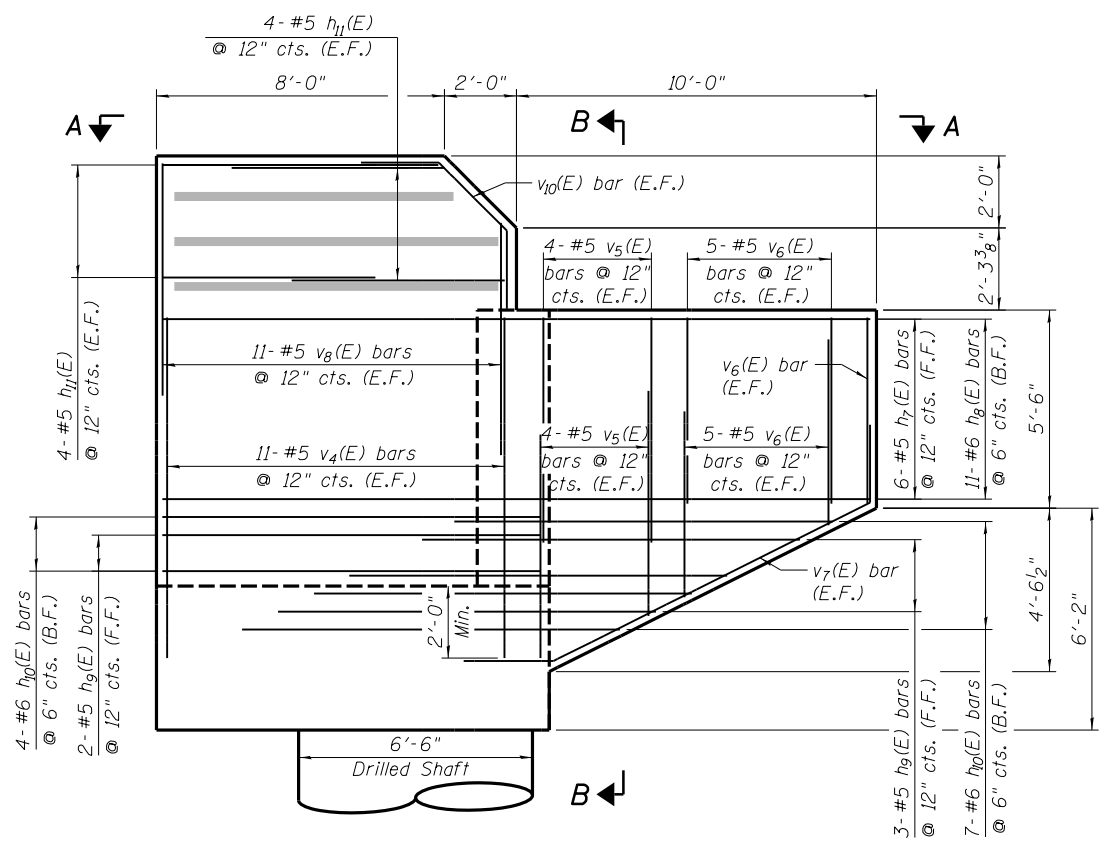 4- #5 h11(E)
@ 12" cts. (E.F.)
8'-0"
2'-0"
10'-0"
A
B
A
v10(E) bar (E.F.)
2'-0"
2'-3 3/8"
4- #5 v5(E)
bars @ 12"
cts. (E.F.)
5- #5 v6(E)
bars @ 12"
cts. (E.F.)
4- #5 h11(E)
@ 12" cts. (E.F.)
11- #5 v8(E) bars
@ 12" cts. (E.F.)
v6(E) bar
(E.F.)
6- #5 h7(E) bars
@ 12" cts. (F.F.)
11- #6 h8(E) bars
@ 6" cts. (B.F.)
5'-6"
11- #5 v4(E) bars
@ 12" cts. (E.F.)
4- #5 v5(E)
bars @ 12"
cts. (E.F.)
5- #5 v6(E)
bars @ 12"
cts. (E.F.)
v7(E) bar
(E.F.)
4'-6 1/2"
6'-2"
2'-0"
Min.
4- #6 h10(E) bars
@ 6" cts. (B.F.)
2- #5 h9(E) bars
@ 12" cts. (F.F.)
3- #5 h9(E) bars
@ 12" cts. (F.F.)
7- #6 h10(E) bars
@ 6" cts. (B.F.)
6'-6"
Drilled Shaft
B